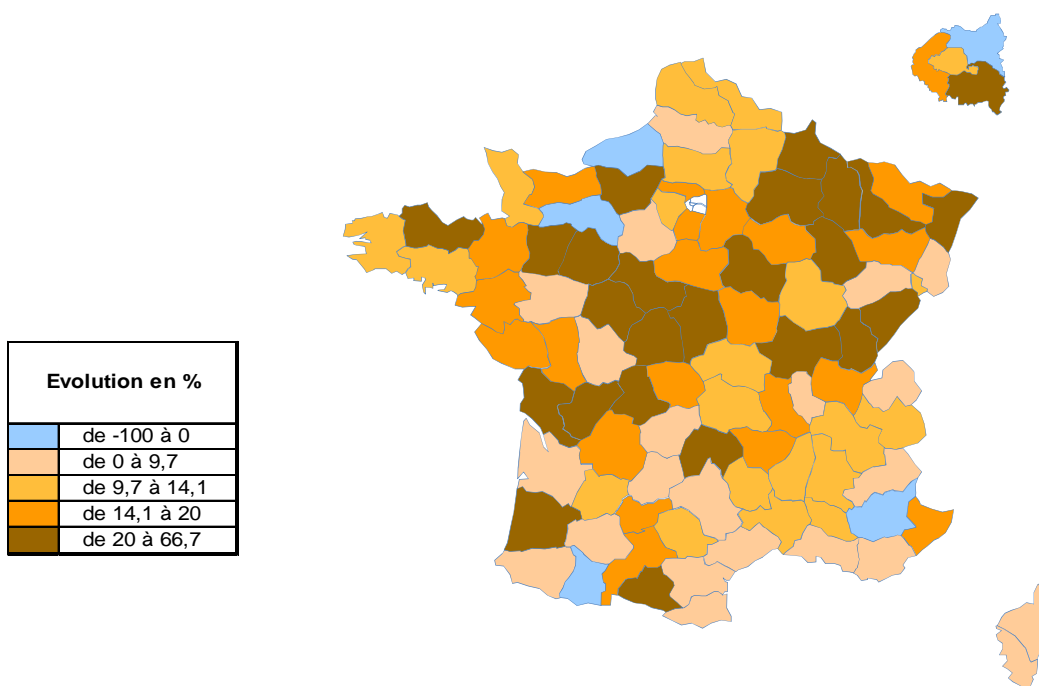 Evolution en %
de -100 à 0
de 0 à 9,7
de 9,7 à 14,1
de 14,1 à 20
de 20 à 66,7